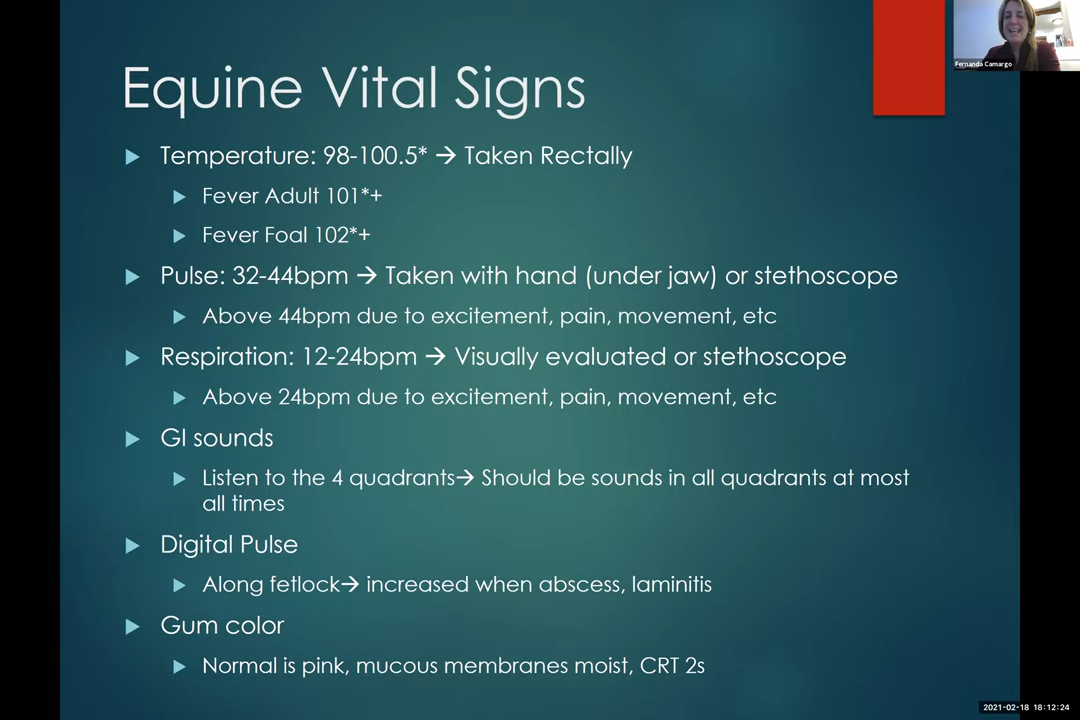 Equine Vital Signs
Fernanda Camargo
Temperature: 98-100.5* → Taken Rectally
Fever Adult 101*+
Fever Foal 102*+
Pulse: 32-44bpm → Taken with hand (under jaw) or stethoscope
Above 44bpm due to excitement, pain, movement, etc
Respiration: 12-24bpm → Visually evaluated or stethoscope
Above 24bpm due to excitement, pain, movement, etc
GI sounds
Listen to the 4 quadrants→ Should be sounds in all quadrants at most
all times
Digital Pulse
Along fetlock→ increased when abscess, laminitis
Gum color
Normal is pink, mucous membranes moist, CRT 2s
2021-02-18 18:12:24